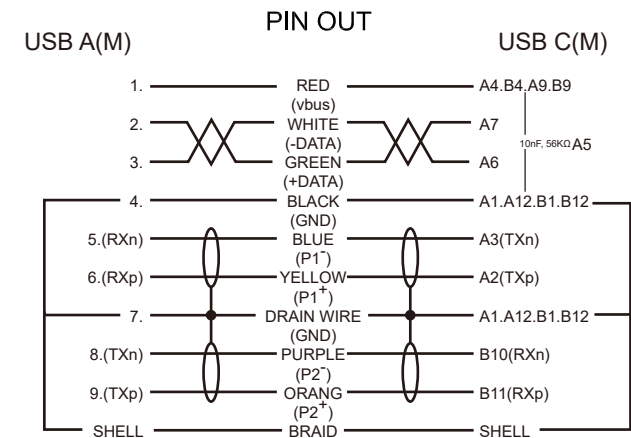 PIN OUT
USB A(M) USB C(M)
1. RED A4.B4.A9.B9
(vbus)
2. WHITE A7
(-DATA) 10nF, 56KΩ A5
3. GREEN A6
(+DATA)
4. BLACK A1.A12.B1.B12
(GND)
5.(RXn) BLUE A3(TXn)
(P1-)
6.(RXp) YELLOW A2(TXp)
(P1+)
7. DRAIN WIRE A1.A12.B1.B12
(GND)
8.(TXn) PURPLE B10(RXn)
(P2-)
9.(TXp) ORANG B11(RXp)
(P2+)
SHELL BRAID SHELL